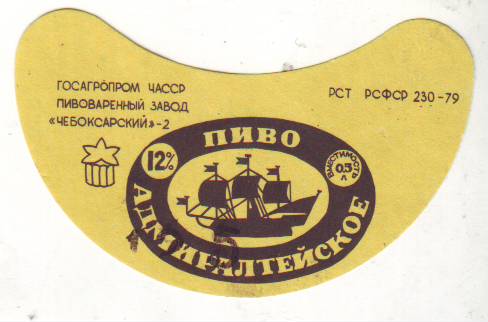 ГОСАГРОПРОМ ЧАССР
ПИВОВАРЕННЫЙ ЗАВОД
«ЧЕБОКСАРСКИЙ»-2
РСТ РСФСР 230-79
ПИВО
12%
ВМЕСТИМОСТЬ
0,5
Л
АДМИРАЛТЕЙСКОЕ